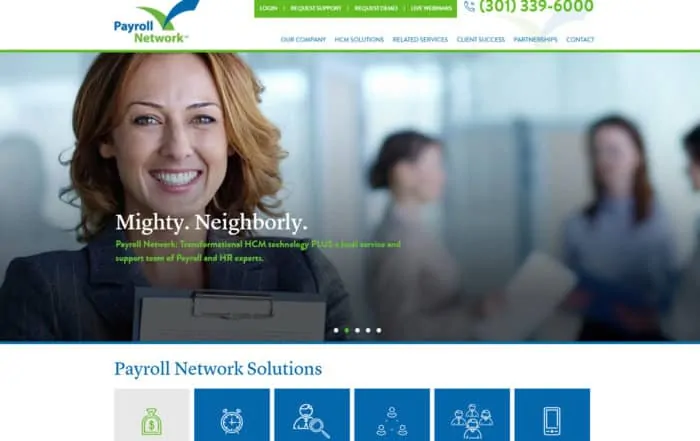 Payroll
Network
LOGIN | REQUEST SUPPORT | REQUEST DEMO | LIVE WEBINARS
(301) 339-6000
OUR COMPANY HCM SOLUTIONS RELATED SERVICES CLIENT SUCCESS PARTNERSHIPS CONTACT
Mighty. Neighborly.
Payroll Network: Transformational HCM technology PLUS a local service and
support team of Payroll and HR experts.
Payroll Network Solutions
$